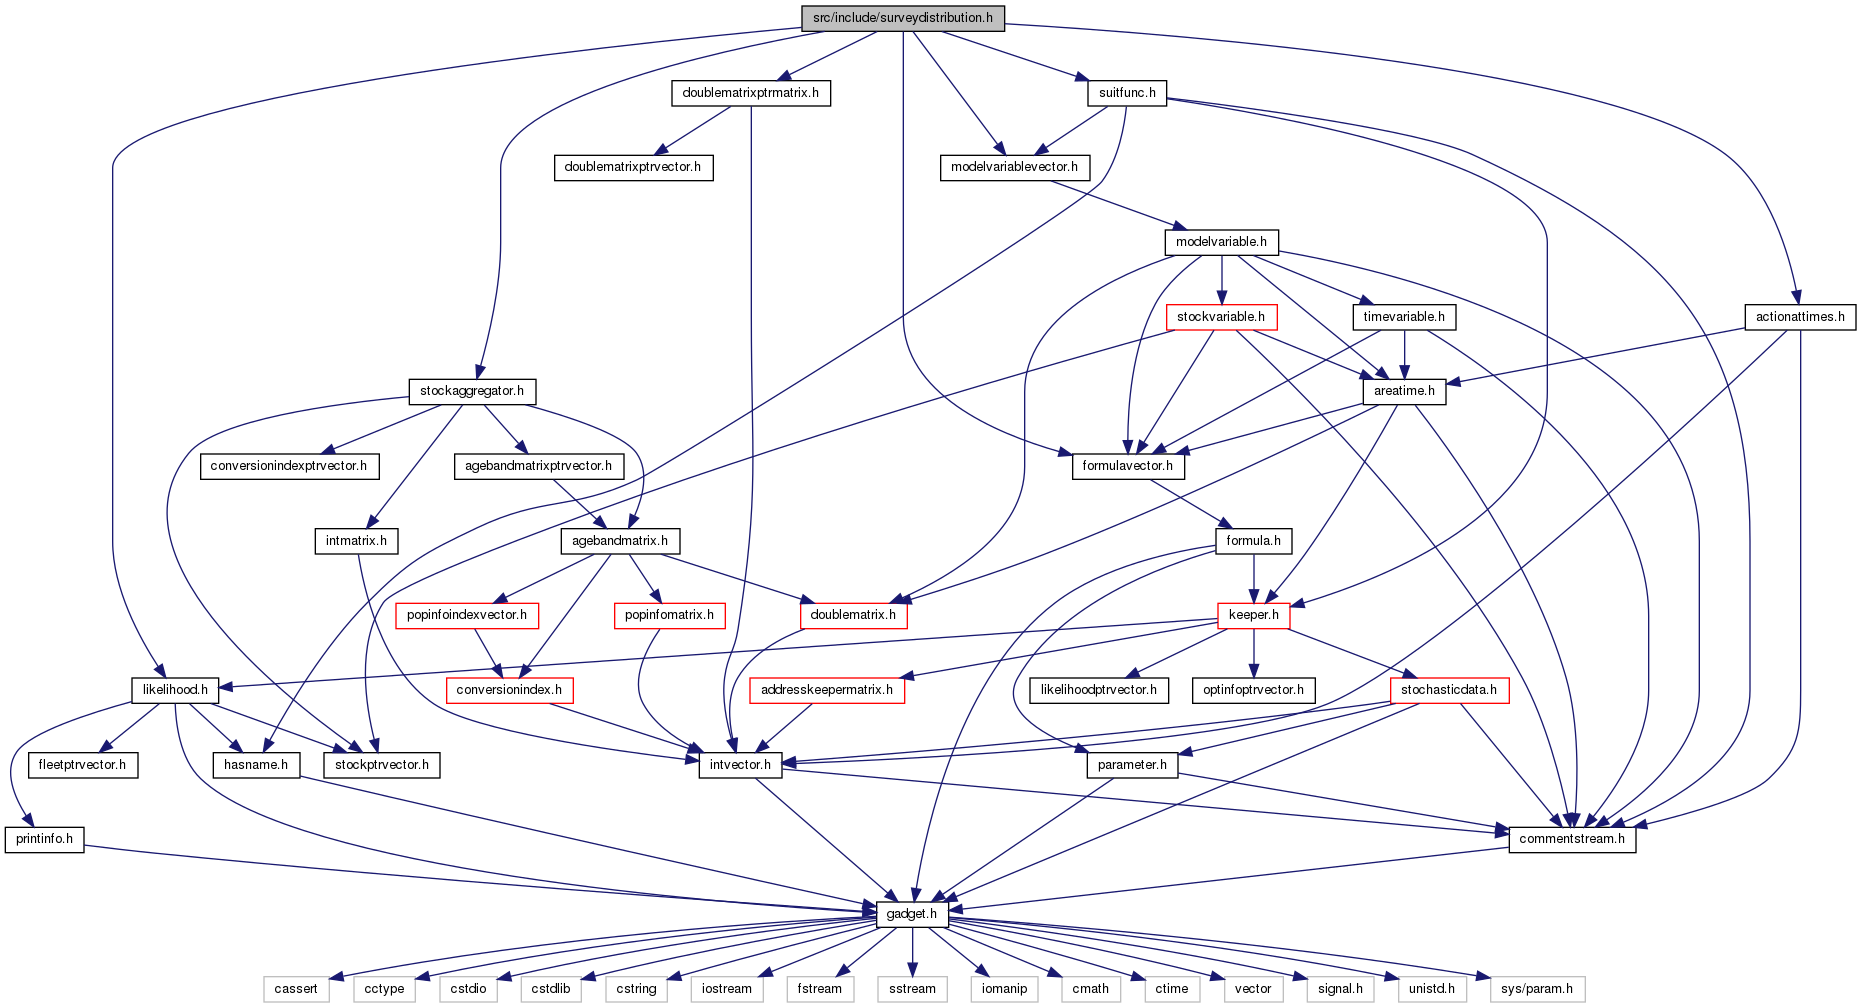 src/include/surveydistribution.h
doublematrixptrmatrix.h
suitfunc.h
doublematrixptrvector.h
modelvariablevector.h
modelvariable.h
stockvariable.h
timevariable.h
actionattimes.h
stockaggregator.h
areatime.h
conversionindexptrvector.h
agebandmatrixptrvector.h
formulavector.h
intmatrix.h
agebandmatrix.h
formula.h
popinfoindexvector.h
popinfomatrix.h
doublematrix.h
keeper.h
likelihood.h
conversionindex.h
addresskeepermatrix.h
likelihoodptrvector.h
optinfoptrvector.h
stochasticdata.h
fleetptrvector.h
hasname.h
stockptrvector.h
intvector.h
parameter.h
printinfo.h
commentstream.h
gadget.h
cassert
cctype
cstdio
cstdlib
cstring
iostream
fstream
sstream
iomanip
cmath
ctime
vector
signal.h
unistd.h
sys/param.h